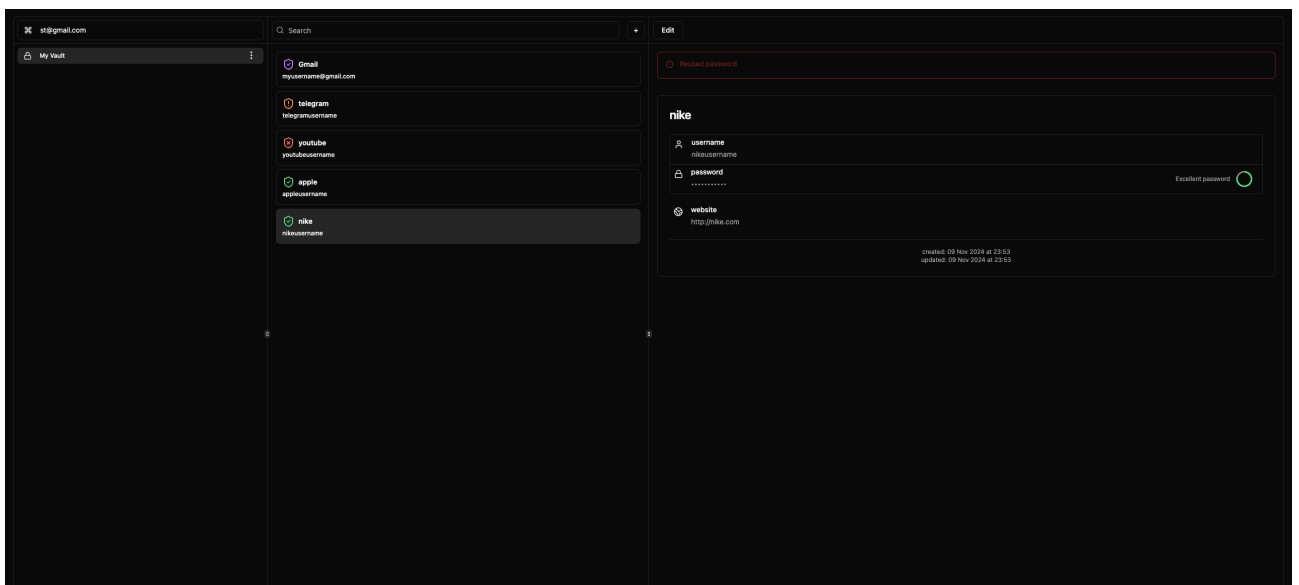 st@gmail.com
My Vault
Search
+
Gmail
myusername@gmail.com
telegram
telegramusername
youtube
youtubeusername
apple
appleusername
nike
nikeusername
Edit
Reused password
nike
username
nikeusername
password
•••••••••••
Excellent password
website
http://nike.com
created: 09 Nov 2024 at 23:53
updated: 09 Nov 2024 at 23:53